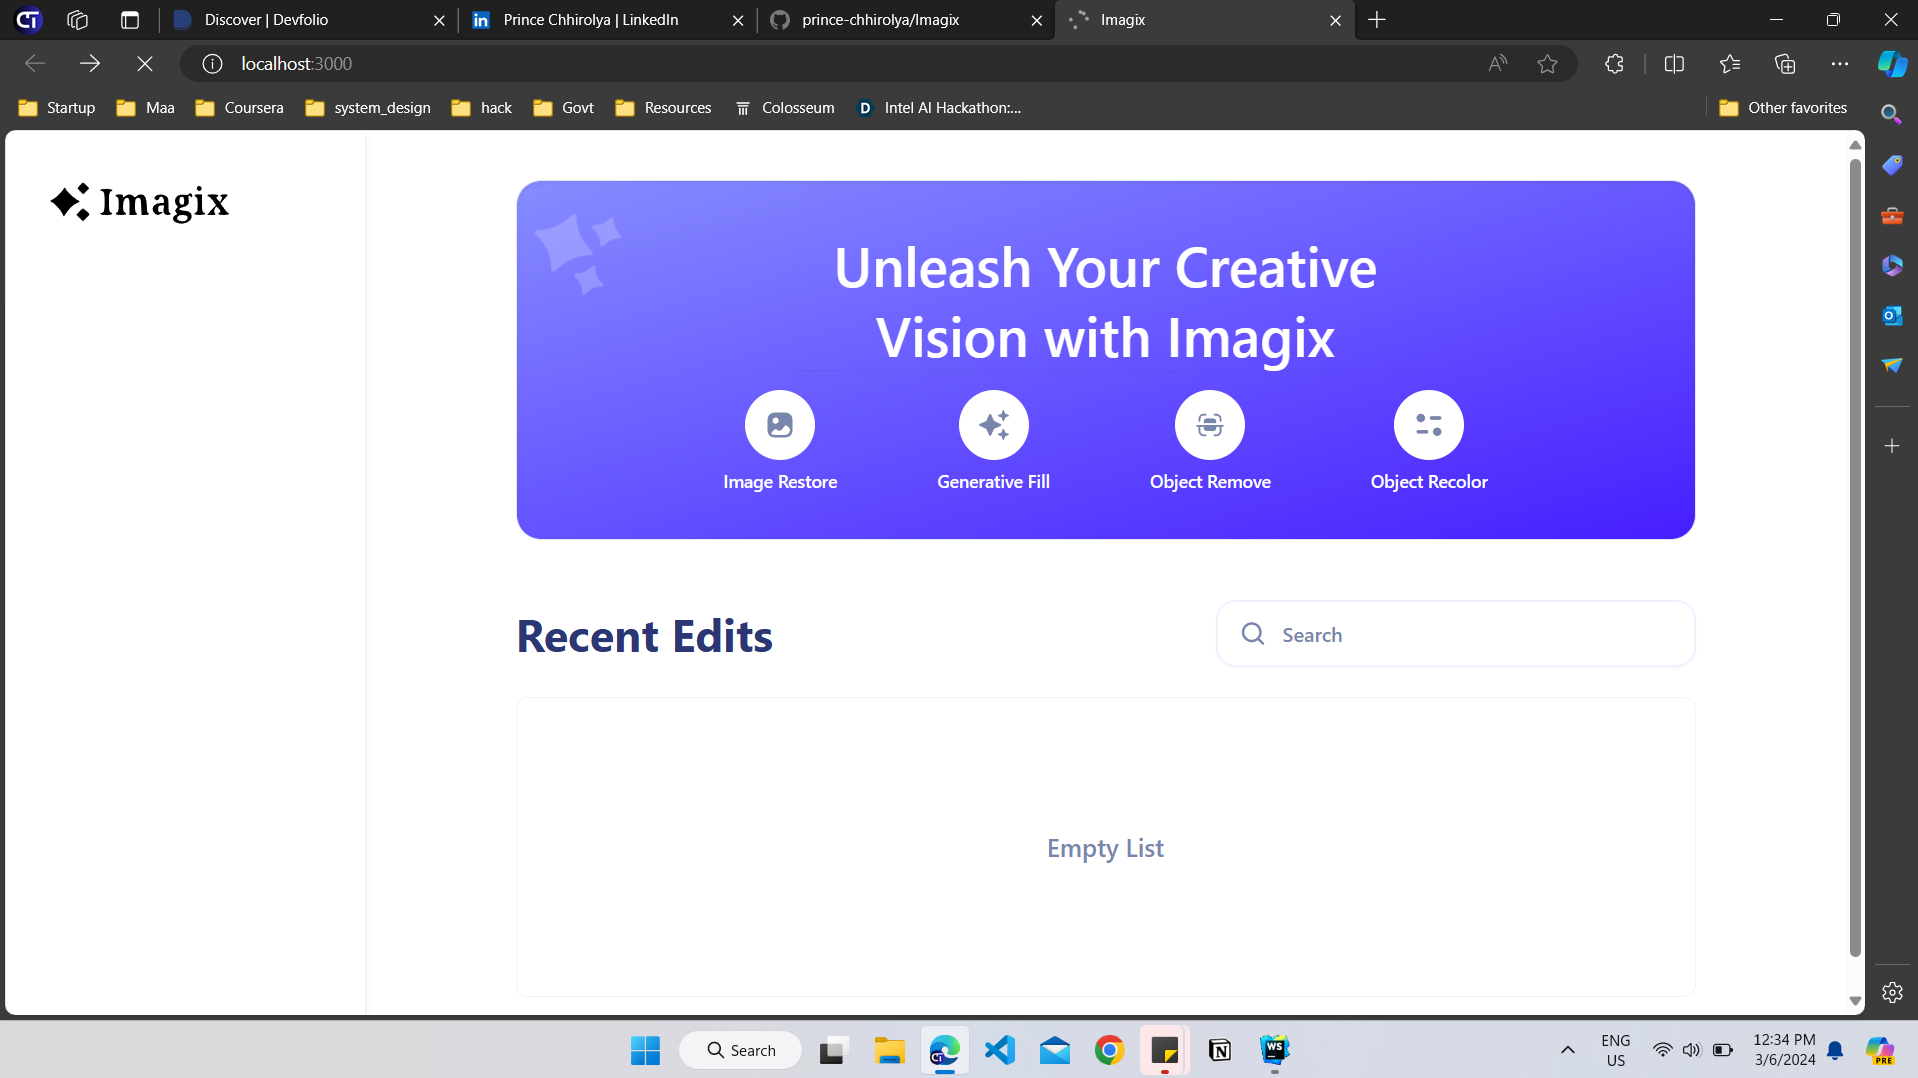 Discover | Devfolio
Prince Chhirolya | LinkedIn
prince-chhirolya/Imagix
Imagix
localhost:3000
Startup
Maa
Coursera
system_design
hack
Govt
Resources
Colosseum
Intel AI Hackathon:...
Other favorites
Imagix
Unleash Your Creative
Vision with Imagix
Image Restore
Generative Fill
Object Remove
Object Recolor
Recent Edits
Search
Empty List
Search
ENG
US
12:34 PM
3/6/2024